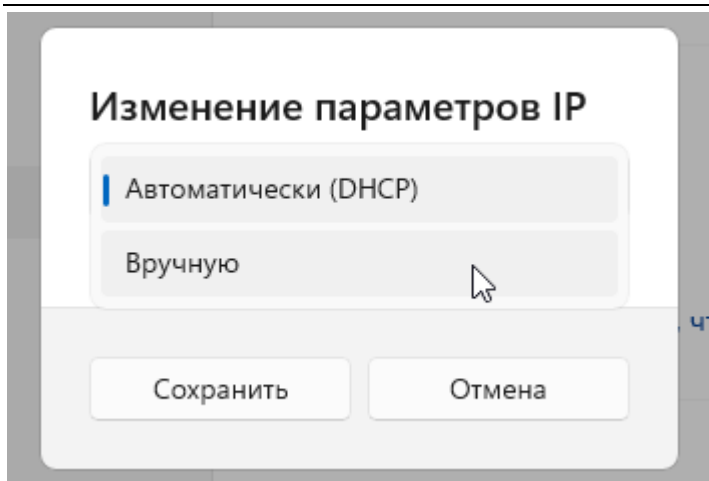 Изменение параметров IP
Автоматически (DHCP)
Вручную
Сохранить
Отмена